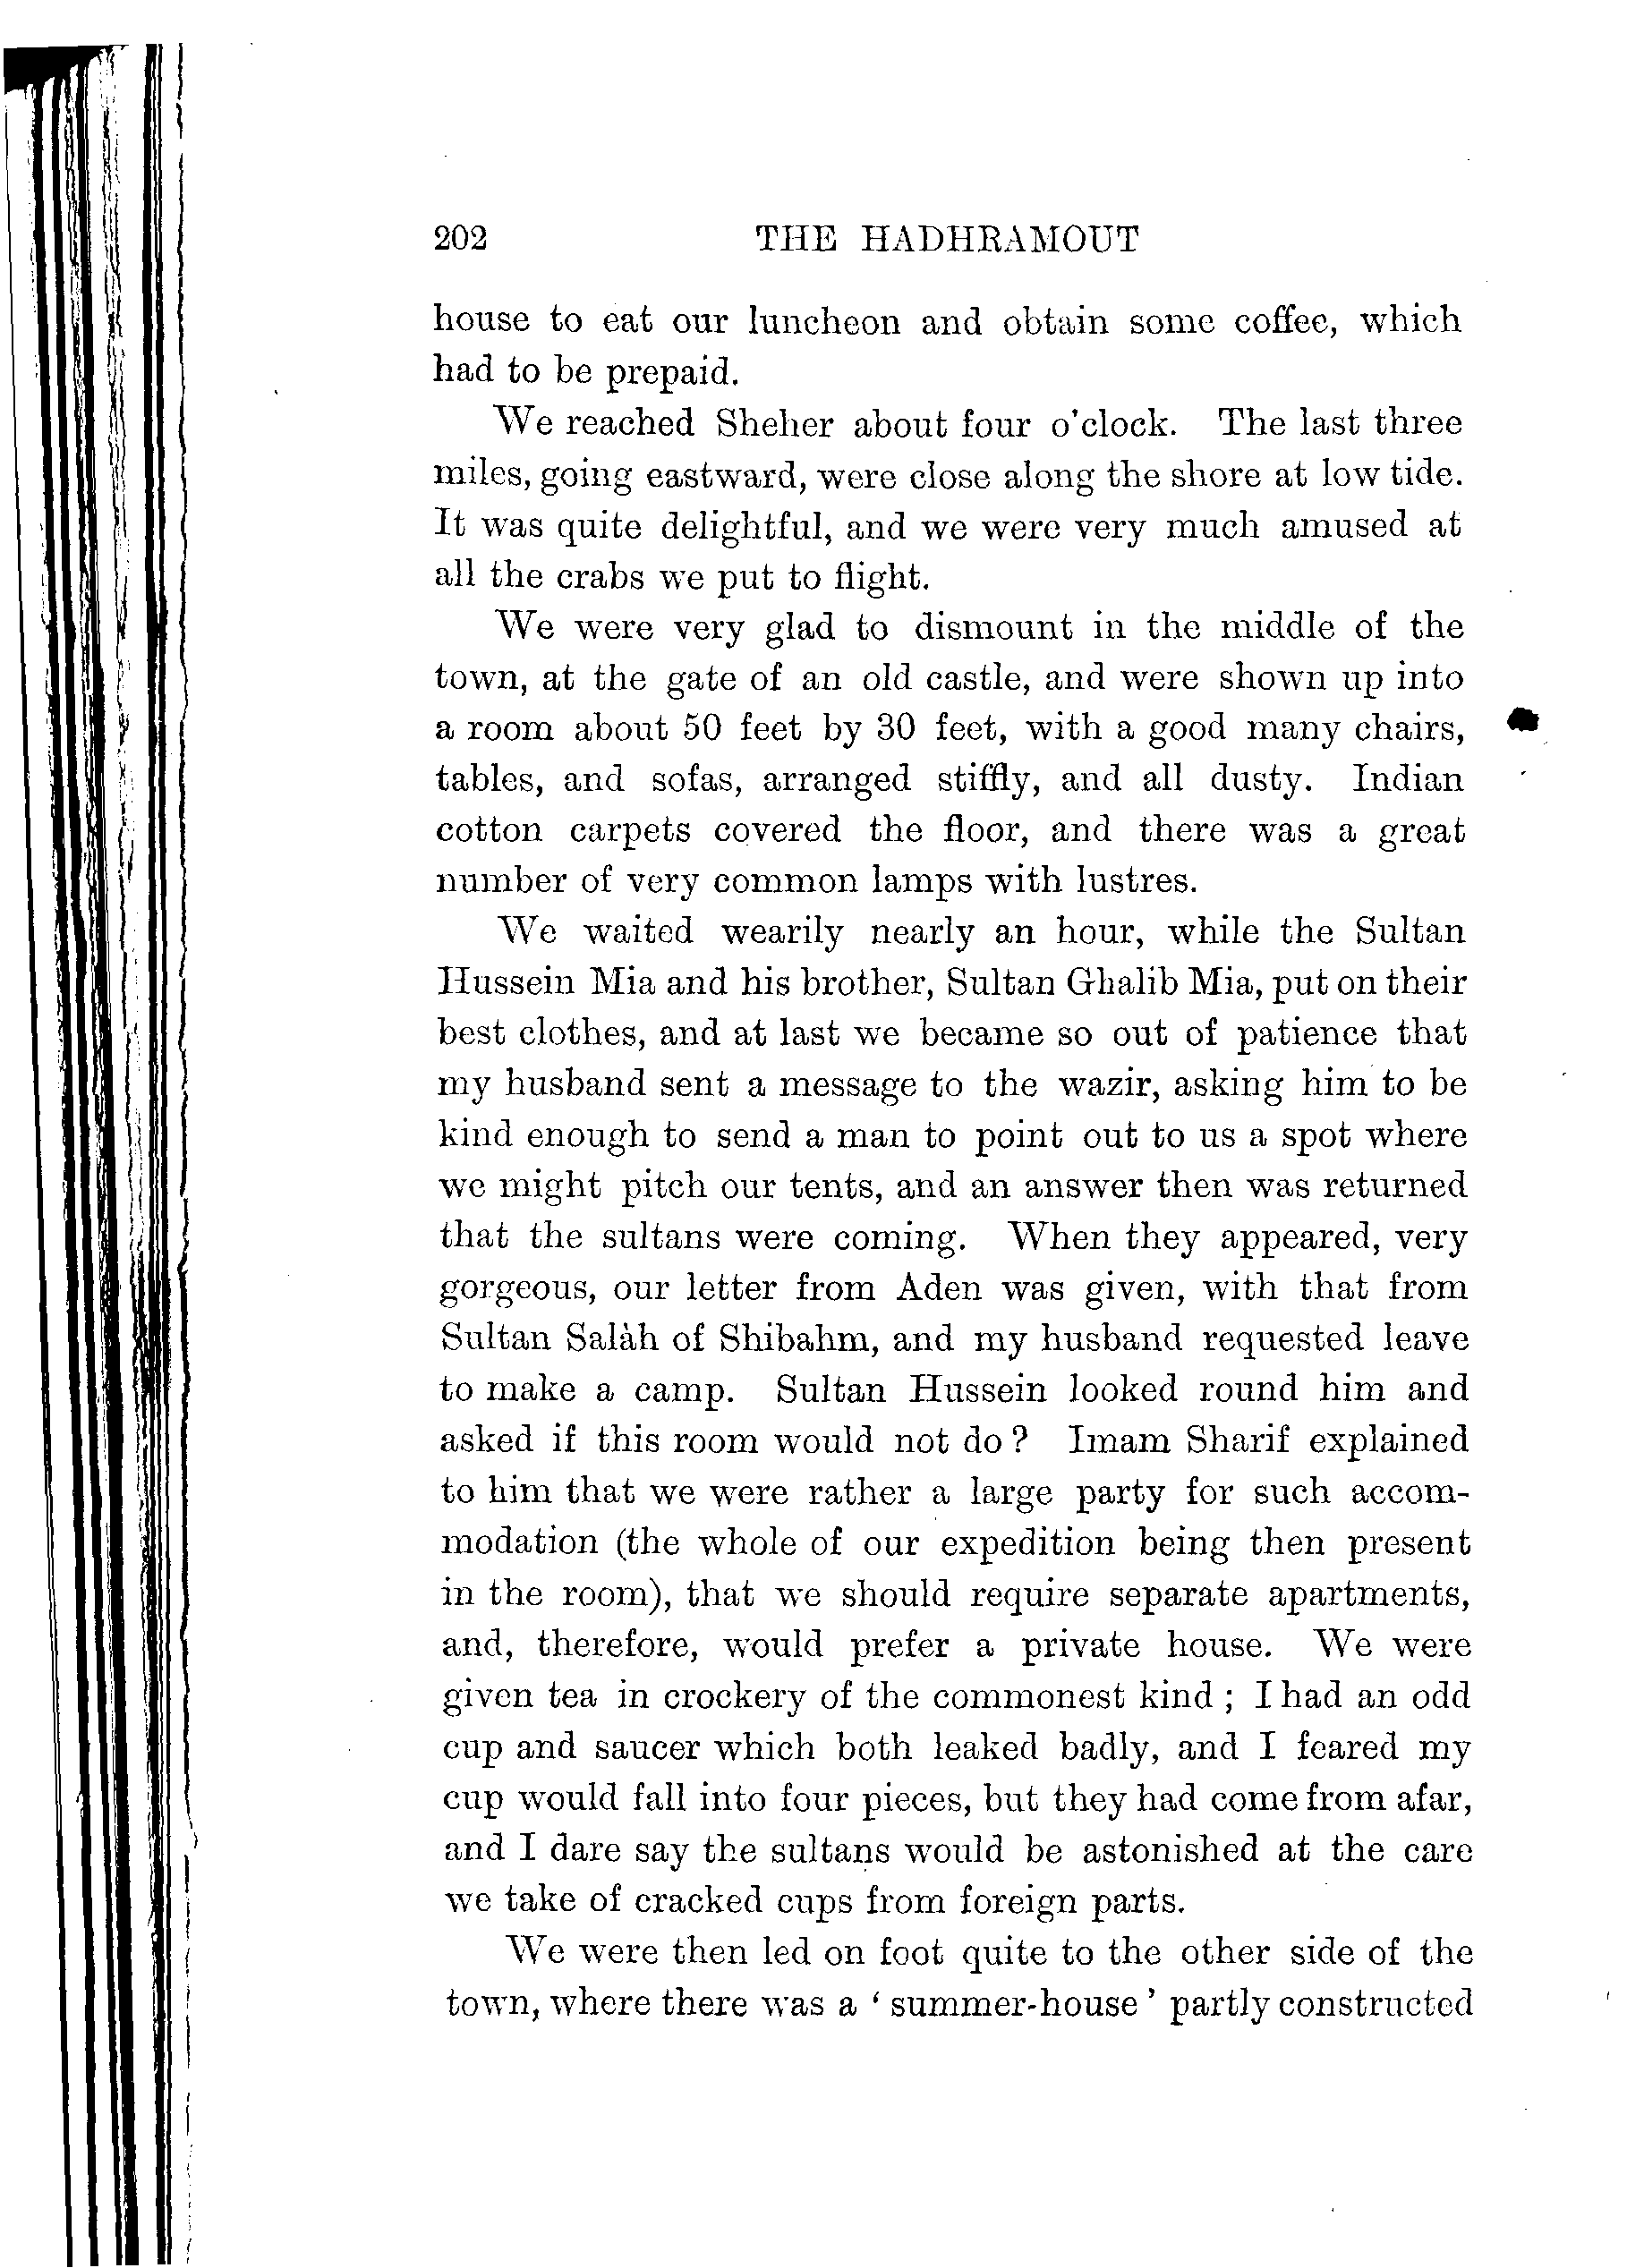 202 THE HADHRAMOUT
house to eat our luncheon and obtain some coffee, which
had to be prepaid.
We reached Sheher about four o'clock. The last three
miles, going eastward, were close along the shore at low tide.
It was quite delightful, and we were very much amused at
all the crabs we put to flight.
We were very glad to dismount in the middle of the
town, at the gate of an old castle, and were shown up into
a room about 50 feet by 30 feet, with a good many chairs,
tables, and sofas, arranged stiffly, and all dusty. Indian
cotton carpets covered the floor, and there was a great
number of very common lamps with lustres.
We waited wearily nearly an hour, while the Sultan
Hussein Mia and his brother, Sultan Ghalib Mia, put on their
best clothes, and at last we became so out of patience that
my husband sent a message to the wazir, asking him to be
kind enough to send a man to point out to us a spot where
we might pitch our tents, and an answer then was returned
that the sultans were coming. When they appeared, very
gorgeous, our letter from Aden was given, with that from
Sultan Salàh of Shibahm, and my husband requested leave
to make a camp. Sultan Hussein looked round him and
asked if this room would not do ? Imam Sharif explained
to him that we were rather a large party for such accom-
modation (the whole of our expedition being then present
in the room), that we should require separate apartments,
and, therefore, would prefer a private house. We were
given tea in crockery of the commonest kind ; I had an odd
cup and saucer which both leaked badly, and I feared my
cup would fall into four pieces, but they had come from afar,
and I dare say the sultans would be astonished at the care
we take of cracked cups from foreign parts.
We were then led on foot quite to the other side of the
town, where there was a ‘ summer-house ’ partly constructed